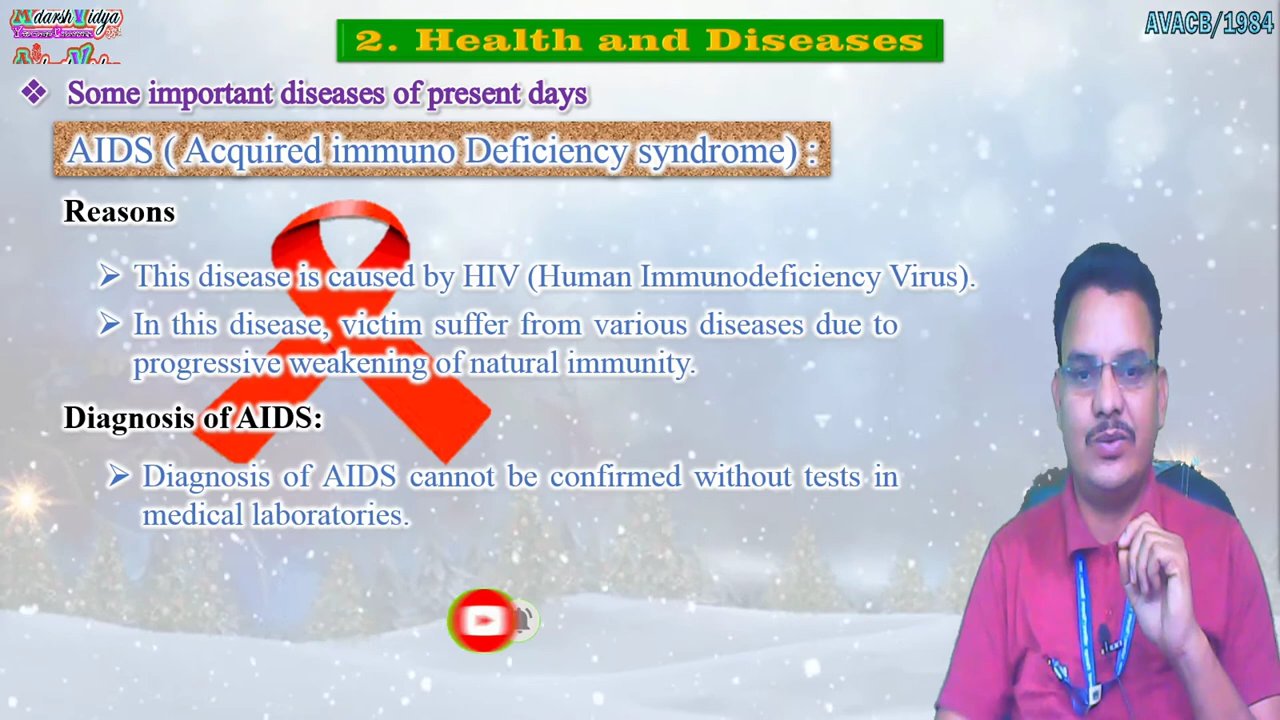 Adarsh Vidya
AVACB/1984
2. Health and Diseases
Some important diseases of present days
AIDS ( Acquired immuno Deficiency syndrome) :
Reasons
This disease is caused by HIV (Human Immunodeficiency Virus).
In this disease, victim suffer from various diseases due to
progressive weakening of natural immunity.
Diagnosis of AIDS:
Diagnosis of AIDS cannot be confirmed without tests in
medical laboratories.